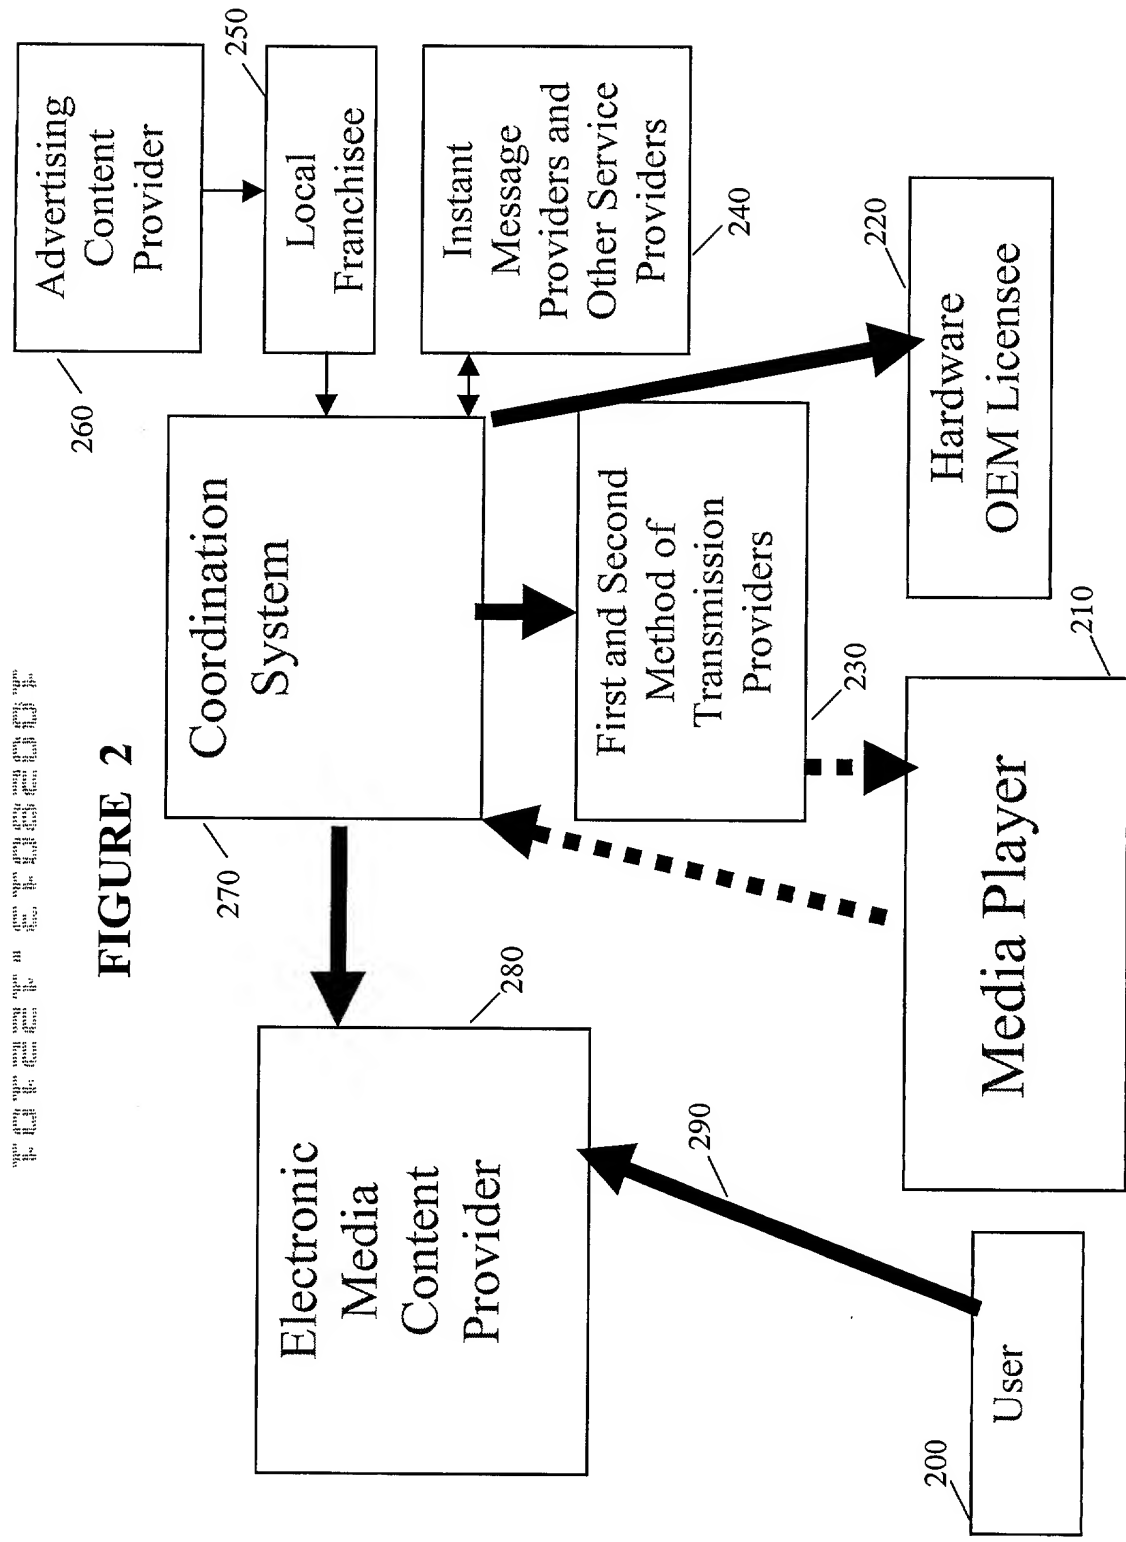 FIGURE 2
260
Advertising
Content
Provider
250
Local
Franchisee
270
Coordination
System
280
Electronic
Media
Content
Provider
Instant
Message
Providers and
Other Service
Providers
240
First and Second
Method of
Transmission
Providers
230
290
220
Hardware
OEM Licensee
210
Media Player
200
User